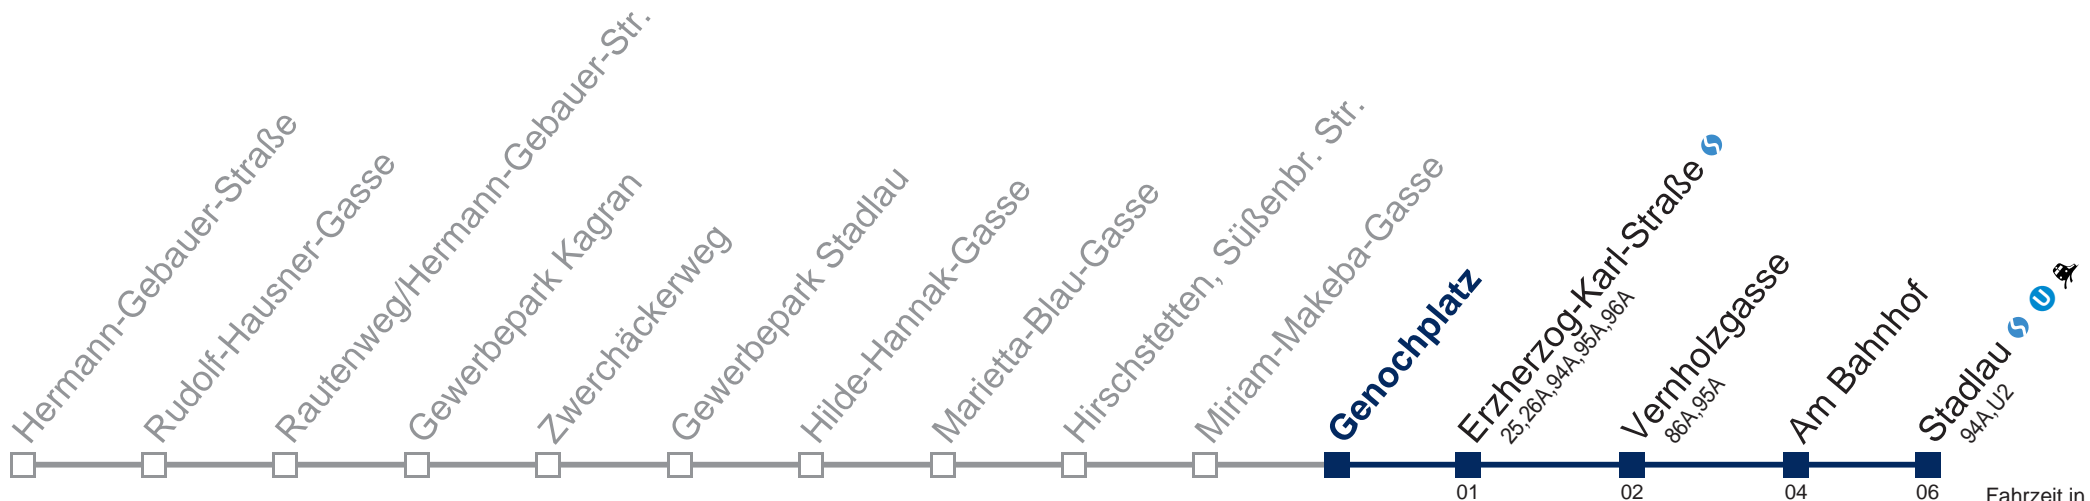 Hermann-Gebauer-Straße
Rudolf-Hausner-Gasse
Rautenweg/Hermann-Gebauer-Str.
Gewerbepark Kagran
Zwerchäckerweg
Gewerbepark Stadlau
Hilde-Hannak-Gasse
Marietta-Blau-Gasse
Hirschstetten, Süßenbr. Str.
Miriam-Makeba-Gasse
Genochplatz
Erzherzog-Karl-Straße S
25,26A,94A,95A,96A
Vernholzgasse
86A,95A
Am Bahnhof
Stadlau S U
94A,U2
01
02
04
06
Fahrzeit in